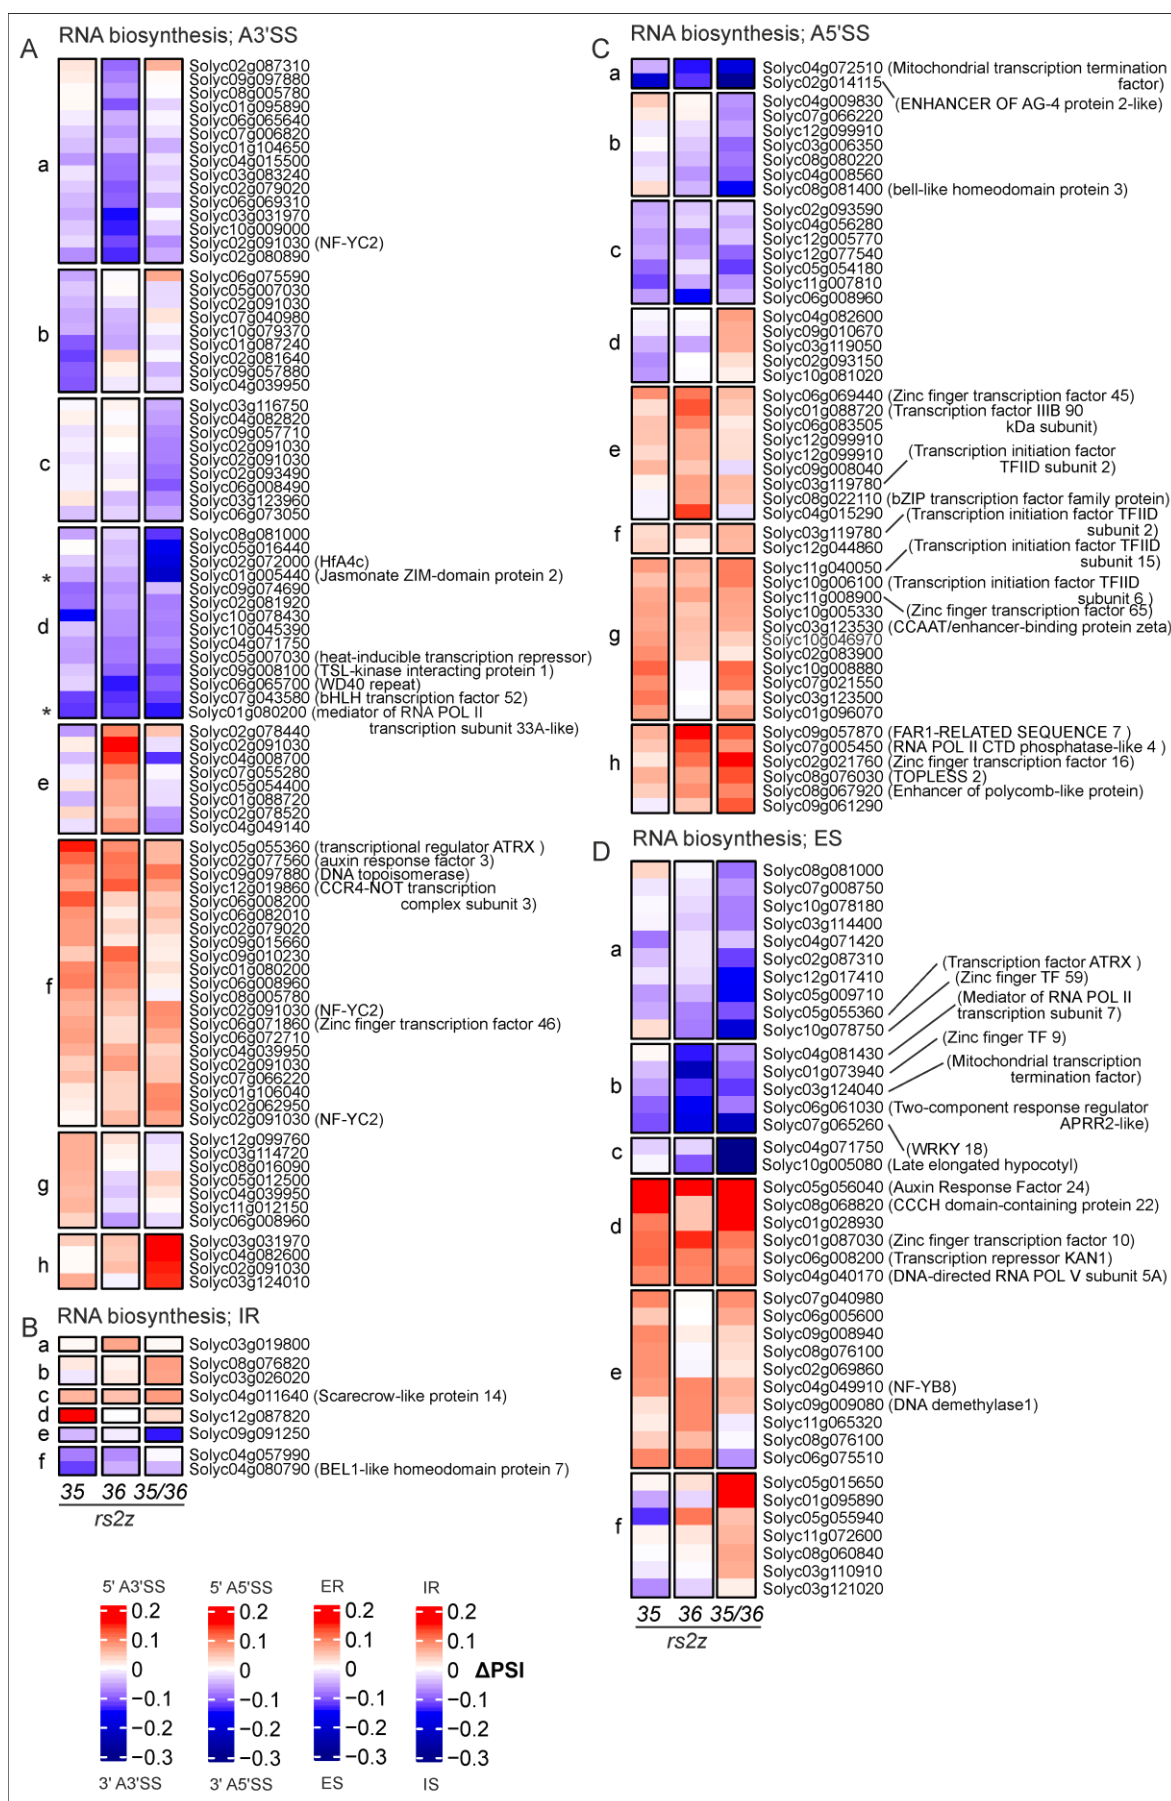 A
RNA biosynthesis; A3'SS
a
Solyc02g087310
Solyc09g097880
Solyc08g005780
Solyc01g095890
Solyc06g065640
Solyc07g006820
Solyc01g104650
Solyc04g015500
Solyc03g083240
Solyc02g079020
Solyc06g069310
Solyc03g031970
Solyc10g009000
Solyc02g091030 (NF-YC2)
Solyc02g080890
b
Solyc06g075590
Solyc05g007030
Solyc02g091030
Solyc07g040980
Solyc10g079370
Solyc01g087240
Solyc02g081640
Solyc09g057880
Solyc04g039950
c
Solyc03g116750
Solyc04g082820
Solyc09g057710
Solyc02g091030
Solyc02g091030
Solyc02g093490
Solyc06g008490
Solyc03g123960
Solyc06g073050
d
Solyc08g081000
Solyc05g016440
Solyc02g072000 (HfA4c)
* Solyc01g005440 (Jasmonate ZIM-domain protein 2)
Solyc09g074690
Solyc02g081920
Solyc10g078430
Solyc10g045390
Solyc04g071750
Solyc05g007030 (heat-inducible transcription repressor)
Solyc09g008100 (TSL-kinase interacting protein 1)
Solyc06g065700 (WD40 repeat)
Solyc07g043580 (bHLH transcription factor 52)
* Solyc01g080200 (mediator of RNA POL II
transcription subunit 33A-like)
e
Solyc02g078440
Solyc02g091030
Solyc04g008700
Solyc07g055280
Solyc05g054400
Solyc01g088720
Solyc02g078520
Solyc04g049140
f
Solyc05g055360 (transcriptional regulator ATRX )
Solyc02g077560 (auxin response factor 3)
Solyc09g097880 (DNA topoisomerase)
Solyc12g019860 (CCR4-NOT transcription
complex subunit 3)
Solyc06g008200
Solyc06g082010
Solyc02g079020
Solyc09g015660
Solyc09g010230
Solyc01g080200
Solyc06g008960
Solyc08g005780
Solyc02g091030 (NF-YC2)
Solyc06g071860 (Zinc finger transcription factor 46)
Solyc06g072710
Solyc04g039950
Solyc02g091030
Solyc07g066220
Solyc01g106040
Solyc02g062950
Solyc02g091030 (NF-YC2)
g
Solyc12g099760
Solyc03g114720
Solyc08g016090
Solyc05g012500
Solyc04g039950
Solyc11g012150
Solyc06g008960
h
Solyc03g031970
Solyc04g082600
Solyc02g091030
Solyc03g124010
B
RNA biosynthesis; IR
a Solyc03g019800
b
Solyc08g076820
Solyc03g026020
c Solyc04g011640 (Scarecrow-like protein 14)
d Solyc12g087820
e Solyc09g091250
f
Solyc04g057990
Solyc04g080790 (BEL1-like homeodomain protein 7)
35 36 35/36
rs2z
C
RNA biosynthesis; A5'SS
a
Solyc04g072510 (Mitochondrial transcription termination
factor)
Solyc02g014115
(ENHANCER OF AG-4 protein 2-like)
b
Solyc04g009830
Solyc07g066220
Solyc12g099910
Solyc03g006350
Solyc08g080220
Solyc04g008560
Solyc08g081400 (bell-like homeodomain protein 3)
c
Solyc02g093590
Solyc04g056280
Solyc12g005770
Solyc12g077540
Solyc05g054180
Solyc11g007810
Solyc06g008960
d
Solyc04g082600
Solyc09g010670
Solyc03g119050
Solyc02g093150
Solyc10g081020
e
Solyc06g069440 (Zinc finger transcription factor 45)
Solyc01g088720 (Transcription factor IIIB 90
kDa subunit)
Solyc06g083505
Solyc12g099910
Solyc12g099910
Solyc09g008040
Solyc03g119780
(Transcription initiation factor
TFIID subunit 2)
Solyc08g022110 (bZIP transcription factor family protein)
Solyc04g015290
f
Solyc03g119780
(Transcription initiation factor TFIID
subunit 2)
Solyc12g044860
g
Solyc11g040050
(Transcription initiation factor TFIID
subunit 15)
Solyc10g006100 (Transcription initiation factor TFIID
subunit 6 )
Solyc11g008900
(Zinc finger transcription factor 65)
Solyc10g005330
Solyc03g123530 (CCAAT/enhancer-binding protein zeta)
Solyc10g046970
Solyc02g083900
Solyc10g008880
Solyc07g021550
Solyc03g123500
Solyc01g096070
h
Solyc09g057870 (FAR1-RELATED SEQUENCE 7 )
Solyc07g005450 (RNA POL II CTD phosphatase-like 4 )
Solyc02g021760 (Zinc finger transcription factor 16)
Solyc08g076030 (TOPLESS 2)
Solyc08g067920 (Enhancer of polycomb-like protein)
Solyc09g061290
D
RNA biosynthesis; ES
a
Solyc08g081000
Solyc07g008750
Solyc10g078180
Solyc03g114400
Solyc04g071420
Solyc02g087310
Solyc12g017410
Solyc05g009710
Solyc05g055360
(Transcription factor ATRX )
Solyc10g078750
(Zinc finger TF 59)
b
Solyc04g081430
(Mediator of RNA POL II
transcription subunit 7)
Solyc01g073940
(Zinc finger TF 9)
Solyc03g124040
(Mitochondrial transcription
termination factor)
Solyc06g061030 (Two-component response regulator
APRR2-like)
Solyc07g065260
(WRKY 18)
c
Solyc04g071750
Solyc10g005080 (Late elongated hypocotyl)
d
Solyc05g056040 (Auxin Response Factor 24)
Solyc08g068820 (CCCH domain-containing protein 22)
Solyc01g028930
Solyc01g087030 (Zinc finger transcription factor 10)
Solyc06g008200 (Transcription repressor KAN1)
Solyc04g040170 (DNA-directed RNA POL V subunit 5A)
e
Solyc07g040980
Solyc06g005600
Solyc09g008940
Solyc08g076100
Solyc02g069860
Solyc04g049910 (NF-YB8)
Solyc09g009080 (DNA demethylase1)
Solyc11g065320
Solyc08g076100
Solyc06g075510
f
Solyc05g015650
Solyc01g095890
Solyc05g055940
Solyc11g072600
Solyc08g060840
Solyc03g110910
Solyc03g121020
35 36 35/36
rs2z
5' A3'SS 5' A5'SS ER IR
0.2 0.2 0.2 0.2
0.1 0.1 0.1 0.1
0 0 0 0 ΔPSI
−0.1 −0.1 −0.1 −0.1
−0.2 −0.2 −0.2 −0.2
−0.3 −0.3 −0.3 −0.3
3' A3'SS 3' A5'SS ES IS